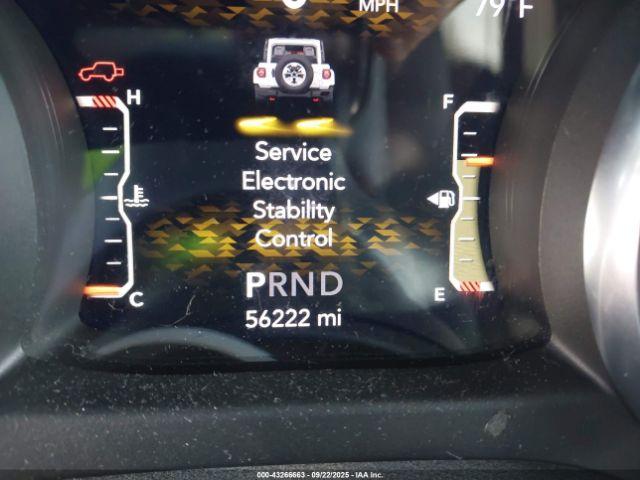 MPH
79°F
H
F
Service
Electronic
Stability
Control
PRND
C
E
56222 mi
000-43266663 - 09/22/2025 - IAA Inc.